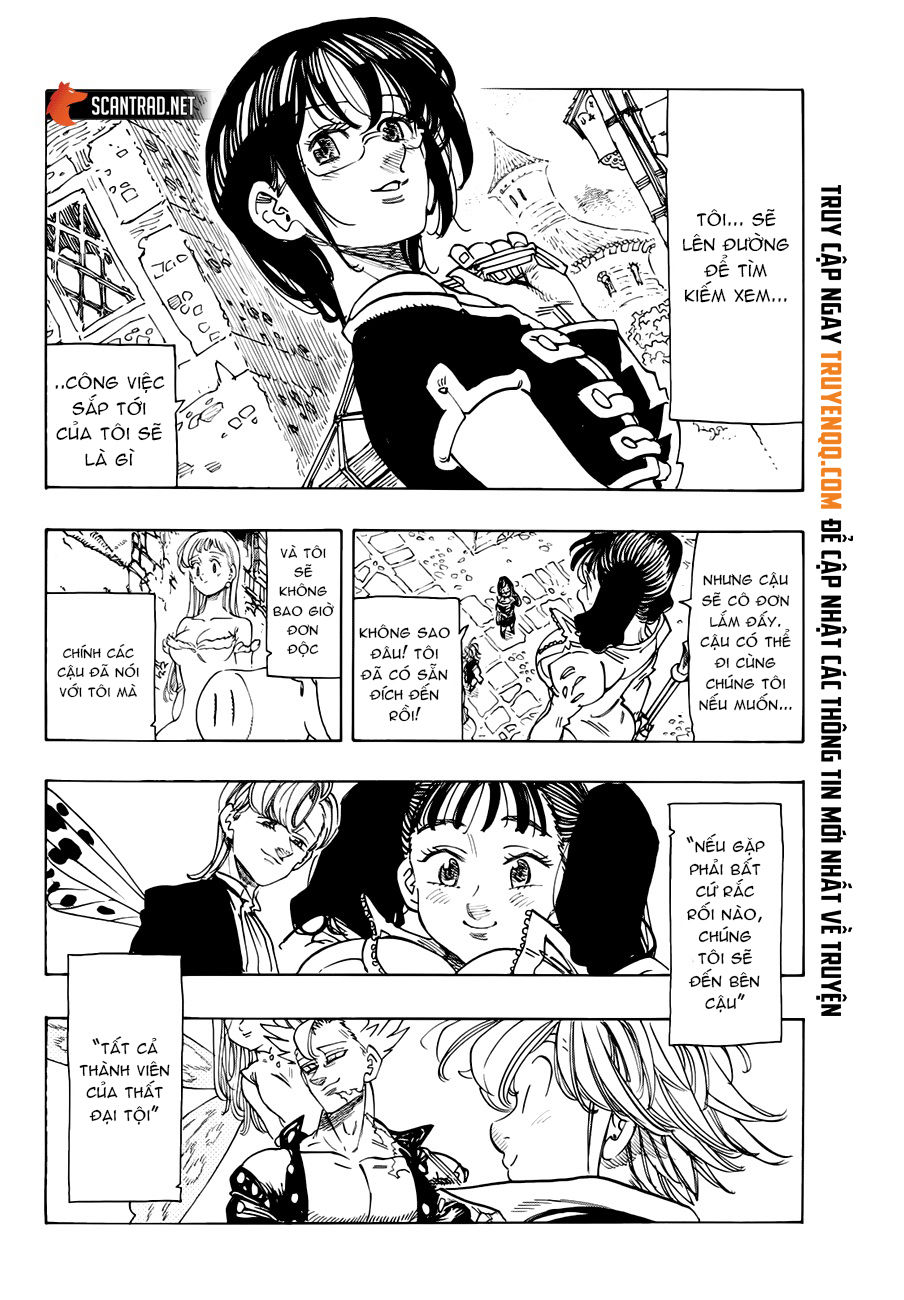 SCANTRAD.NET
TÔI... SẼ
LÊN ĐƯỜNG
ĐỂ TÌM
KIẾM XEM...
..CÔNG VIỆC
SẮP TỚI
CỦA TÔI SẼ
LÀ GÌ
NHƯNG CẬU
SẼ CÔ ĐƠN
LẮM ĐẤY.
CẬU CÓ THỂ
ĐI CÙNG
CHÚNG TÔI
NẾU MUỐN...
KHÔNG SAO
ĐÂU! TÔI
ĐÃ CÓ SẴN
ĐÍCH ĐẾN
RỒI!
VÀ TÔI
SẼ
KHÔNG
BAO GIỜ
ĐƠN
ĐỘC
CHÍNH CÁC
CẬU ĐÃ NÓI
VỚI TÔI MÀ
"NẾU GẶP
PHẢI BẤT
CỨ RẮC
RỐI NÀO,
CHÚNG
TÔI SẼ
ĐẾN BÊN
CẬU"
"TẤT CẢ
THÀNH VIÊN
CỦA THẤT
ĐẠI TỘI"
TRUY CẬP NGAY TRUYENQQ.COM ĐỂ CẬP NHẬT CÁC THÔNG TIN MỚI NHẤT VỀ TRUYỆN